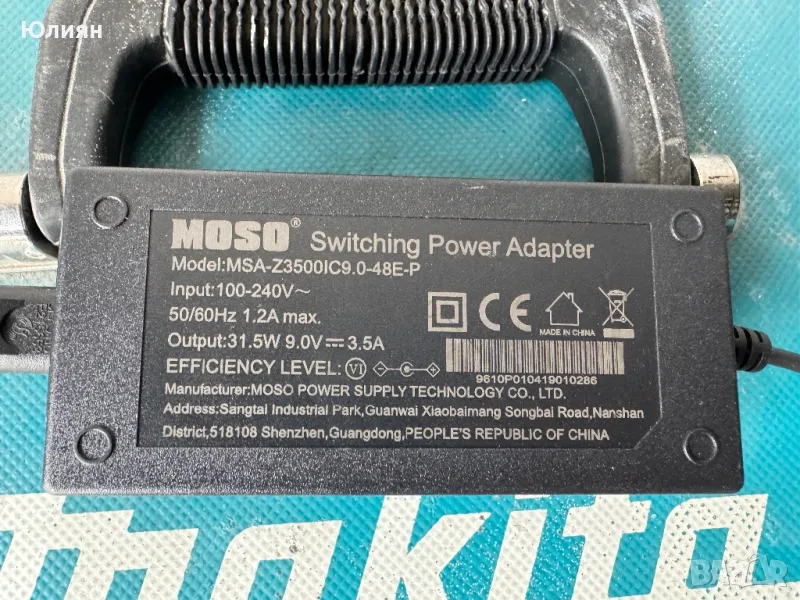 Юлиян
MOSO® Switching Power Adapter
Model:MSA-Z3500IC9.0-48E-P
Input:100-240V～
50/60Hz 1.2A max.
Output:31.5W 9.0V⎓3.5A
EFFICIENCY LEVEL: VI
MADE IN CHINA
9610P010419010286
Manufacturer:MOSO POWER SUPPLY TECHNOLOGY CO., LTD.
Address:Sangtai Industrial Park,Guanwai Xiaobaimang Songbai Road,Nanshan
District,518108 Shenzhen,Guangdong,PEOPLE'S REPUBLIC OF CHINA
makita
BAZAR